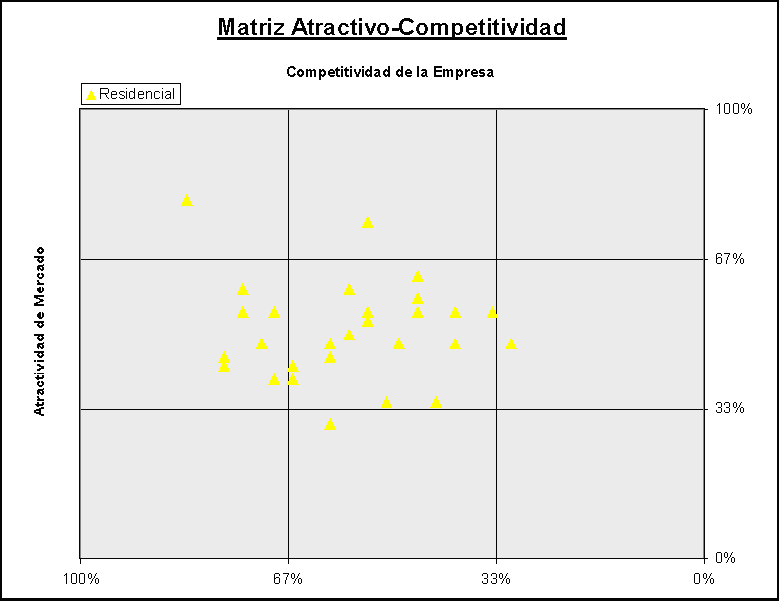 Matriz Atractivo-Competitividad
Competitividad de la Empresa
Residencial
100%
67%
Atractividad de Mercado
33%
0%
100%
67%
33%
0%